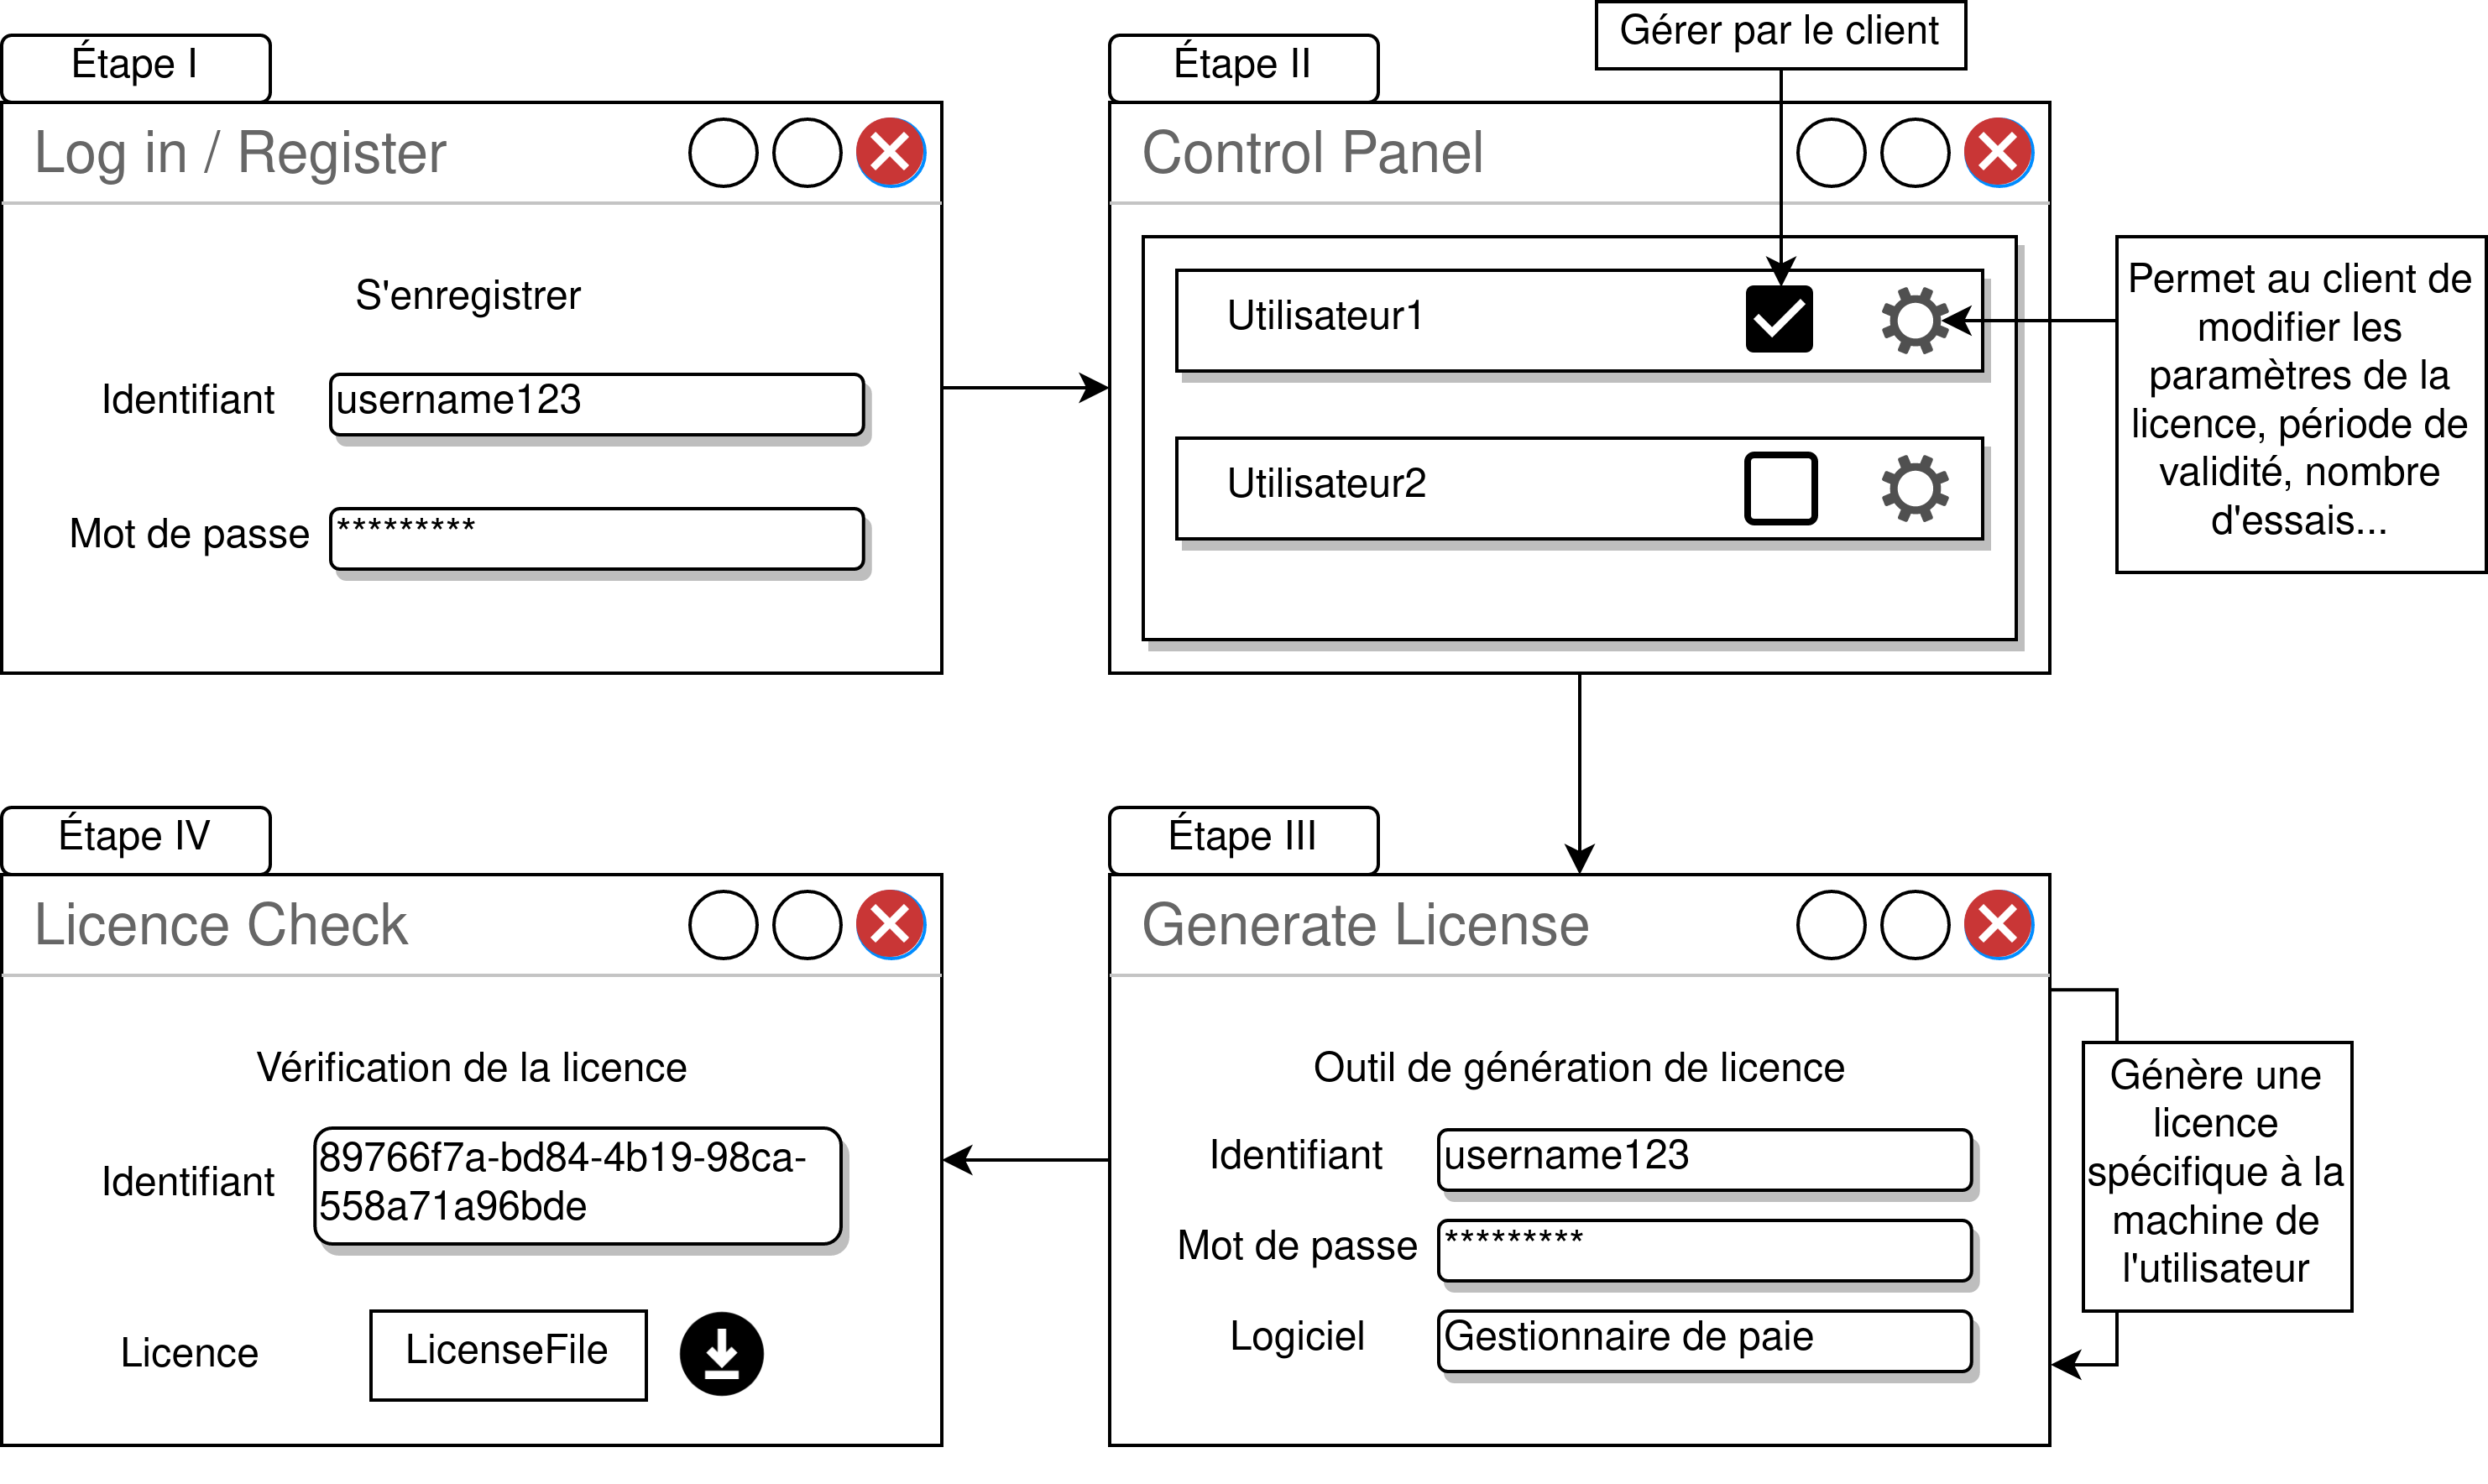 Étape I
Log in / Register
S'enregistrer
Identifiant
username123
Mot de passe
*********
Gérer par le client
Étape II
Control Panel
Utilisateur1
Utilisateur2
Permet au client de
modifier les
paramètres de la
licence, période de
validité, nombre
d'essais...
Étape III
Generate License
Outil de génération de licence
Identifiant
username123
Mot de passe
*********
Logiciel
Gestionnaire de paie
Génère une
licence
spécifique à la
machine de
l'utilisateur
Étape IV
Licence Check
Vérification de la licence
Identifiant
89766f7a-bd84-4b19-98ca-
558a71a96bde
Licence
LicenseFile